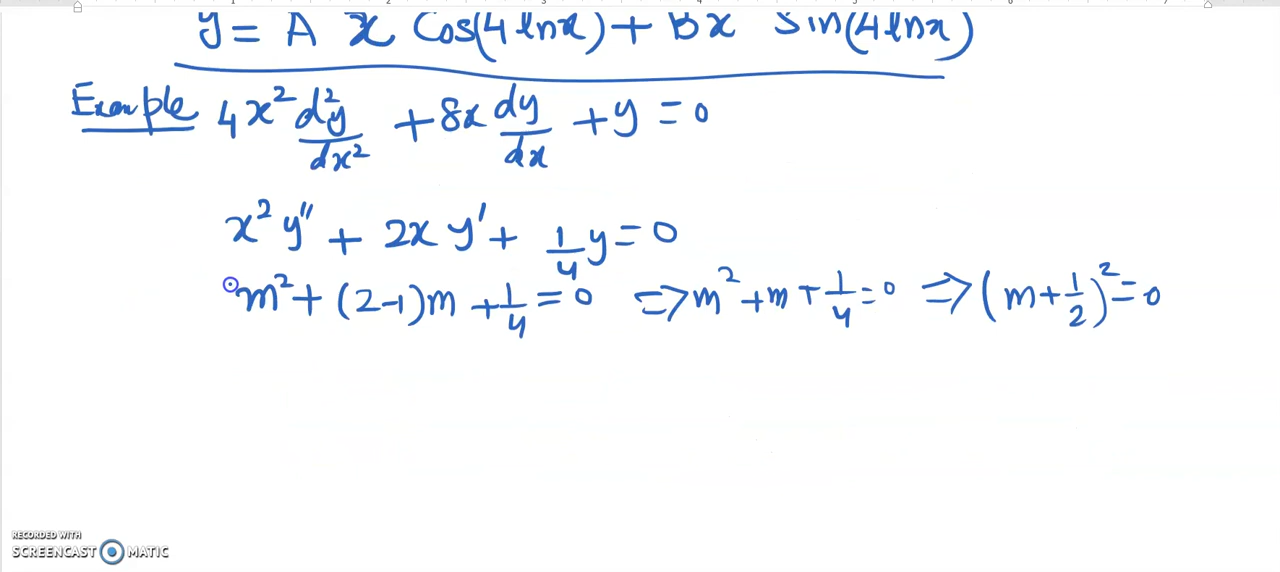 y = A x Cos(4 ln x) + Bx Sin(4 ln x)
Example 4x² d²y/dx² + 8x dy/dx + y = 0
x² y'' + 2x y' + 1/4 y = 0
m² + (2-1)m + 1/4 = 0 ⇒ m² + m + 1/4 = 0 ⇒ (m + 1/2)² = 0
RECORDED WITH
SCREENCAST MATIC